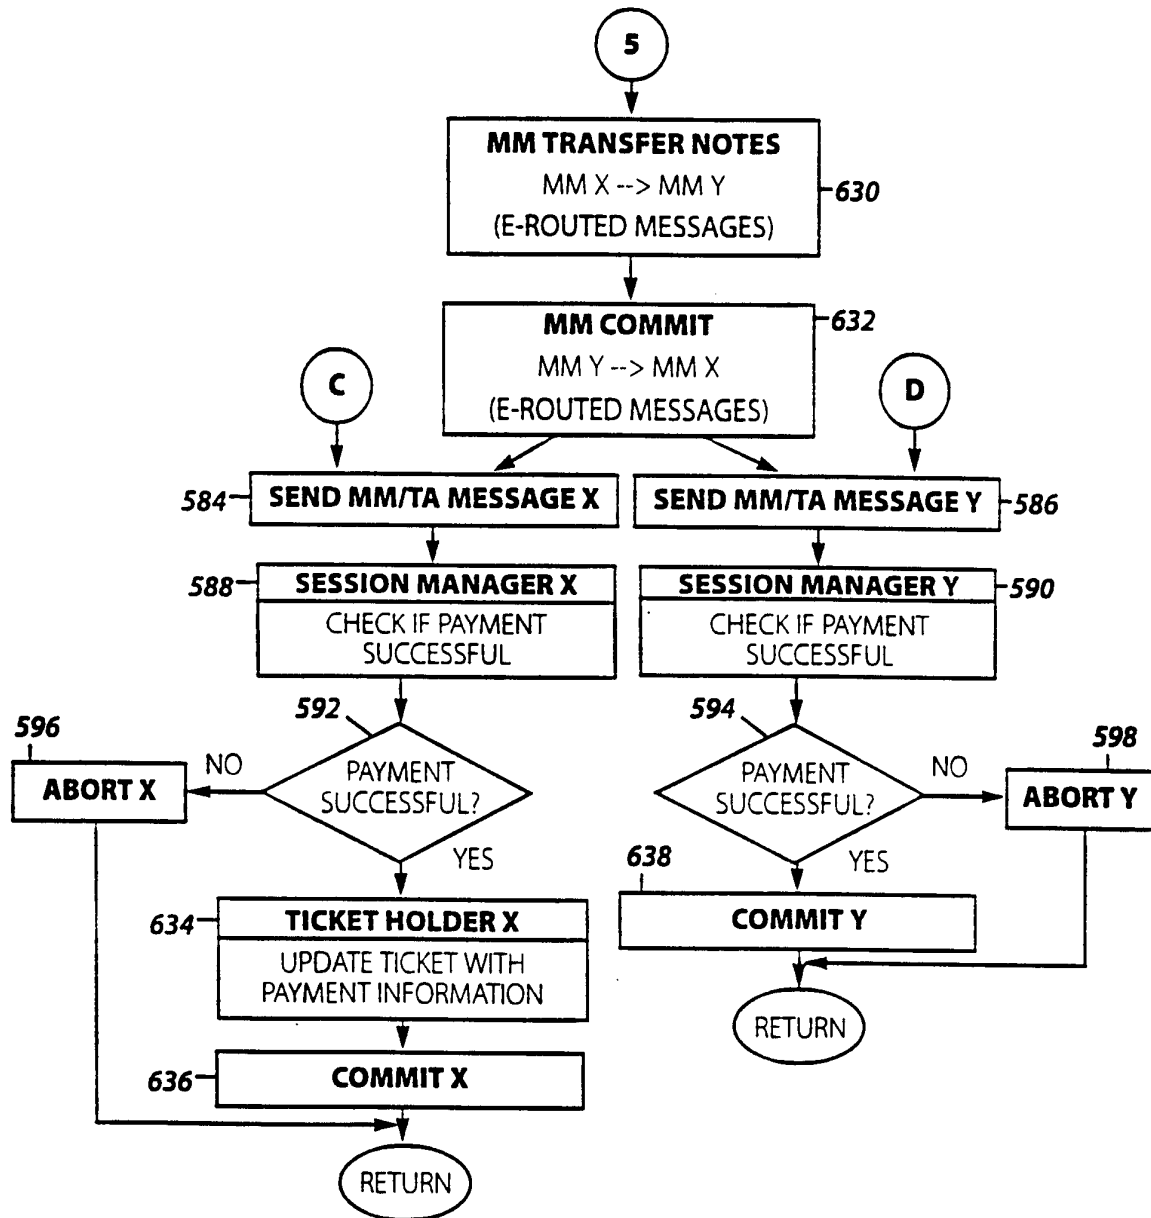 5
MM TRANSFER NOTES
MM X --> MM Y
(E-ROUTED MESSAGES)
630
MM COMMIT
MM Y --> MM X
(E-ROUTED MESSAGES)
632
C
D
584
SEND MM/TA MESSAGE X
SEND MM/TA MESSAGE Y
586
588
SESSION MANAGER X
CHECK IF PAYMENT
SUCCESSFUL
SESSION MANAGER Y
CHECK IF PAYMENT
SUCCESSFUL
590
592
594
596
ABORT X
NO
PAYMENT
SUCCESSFUL?
YES
PAYMENT
SUCCESSFUL?
NO
YES
598
ABORT Y
634
TICKET HOLDER X
UPDATE TICKET WITH
PAYMENT INFORMATION
638
COMMIT Y
RETURN
636
COMMIT X
RETURN